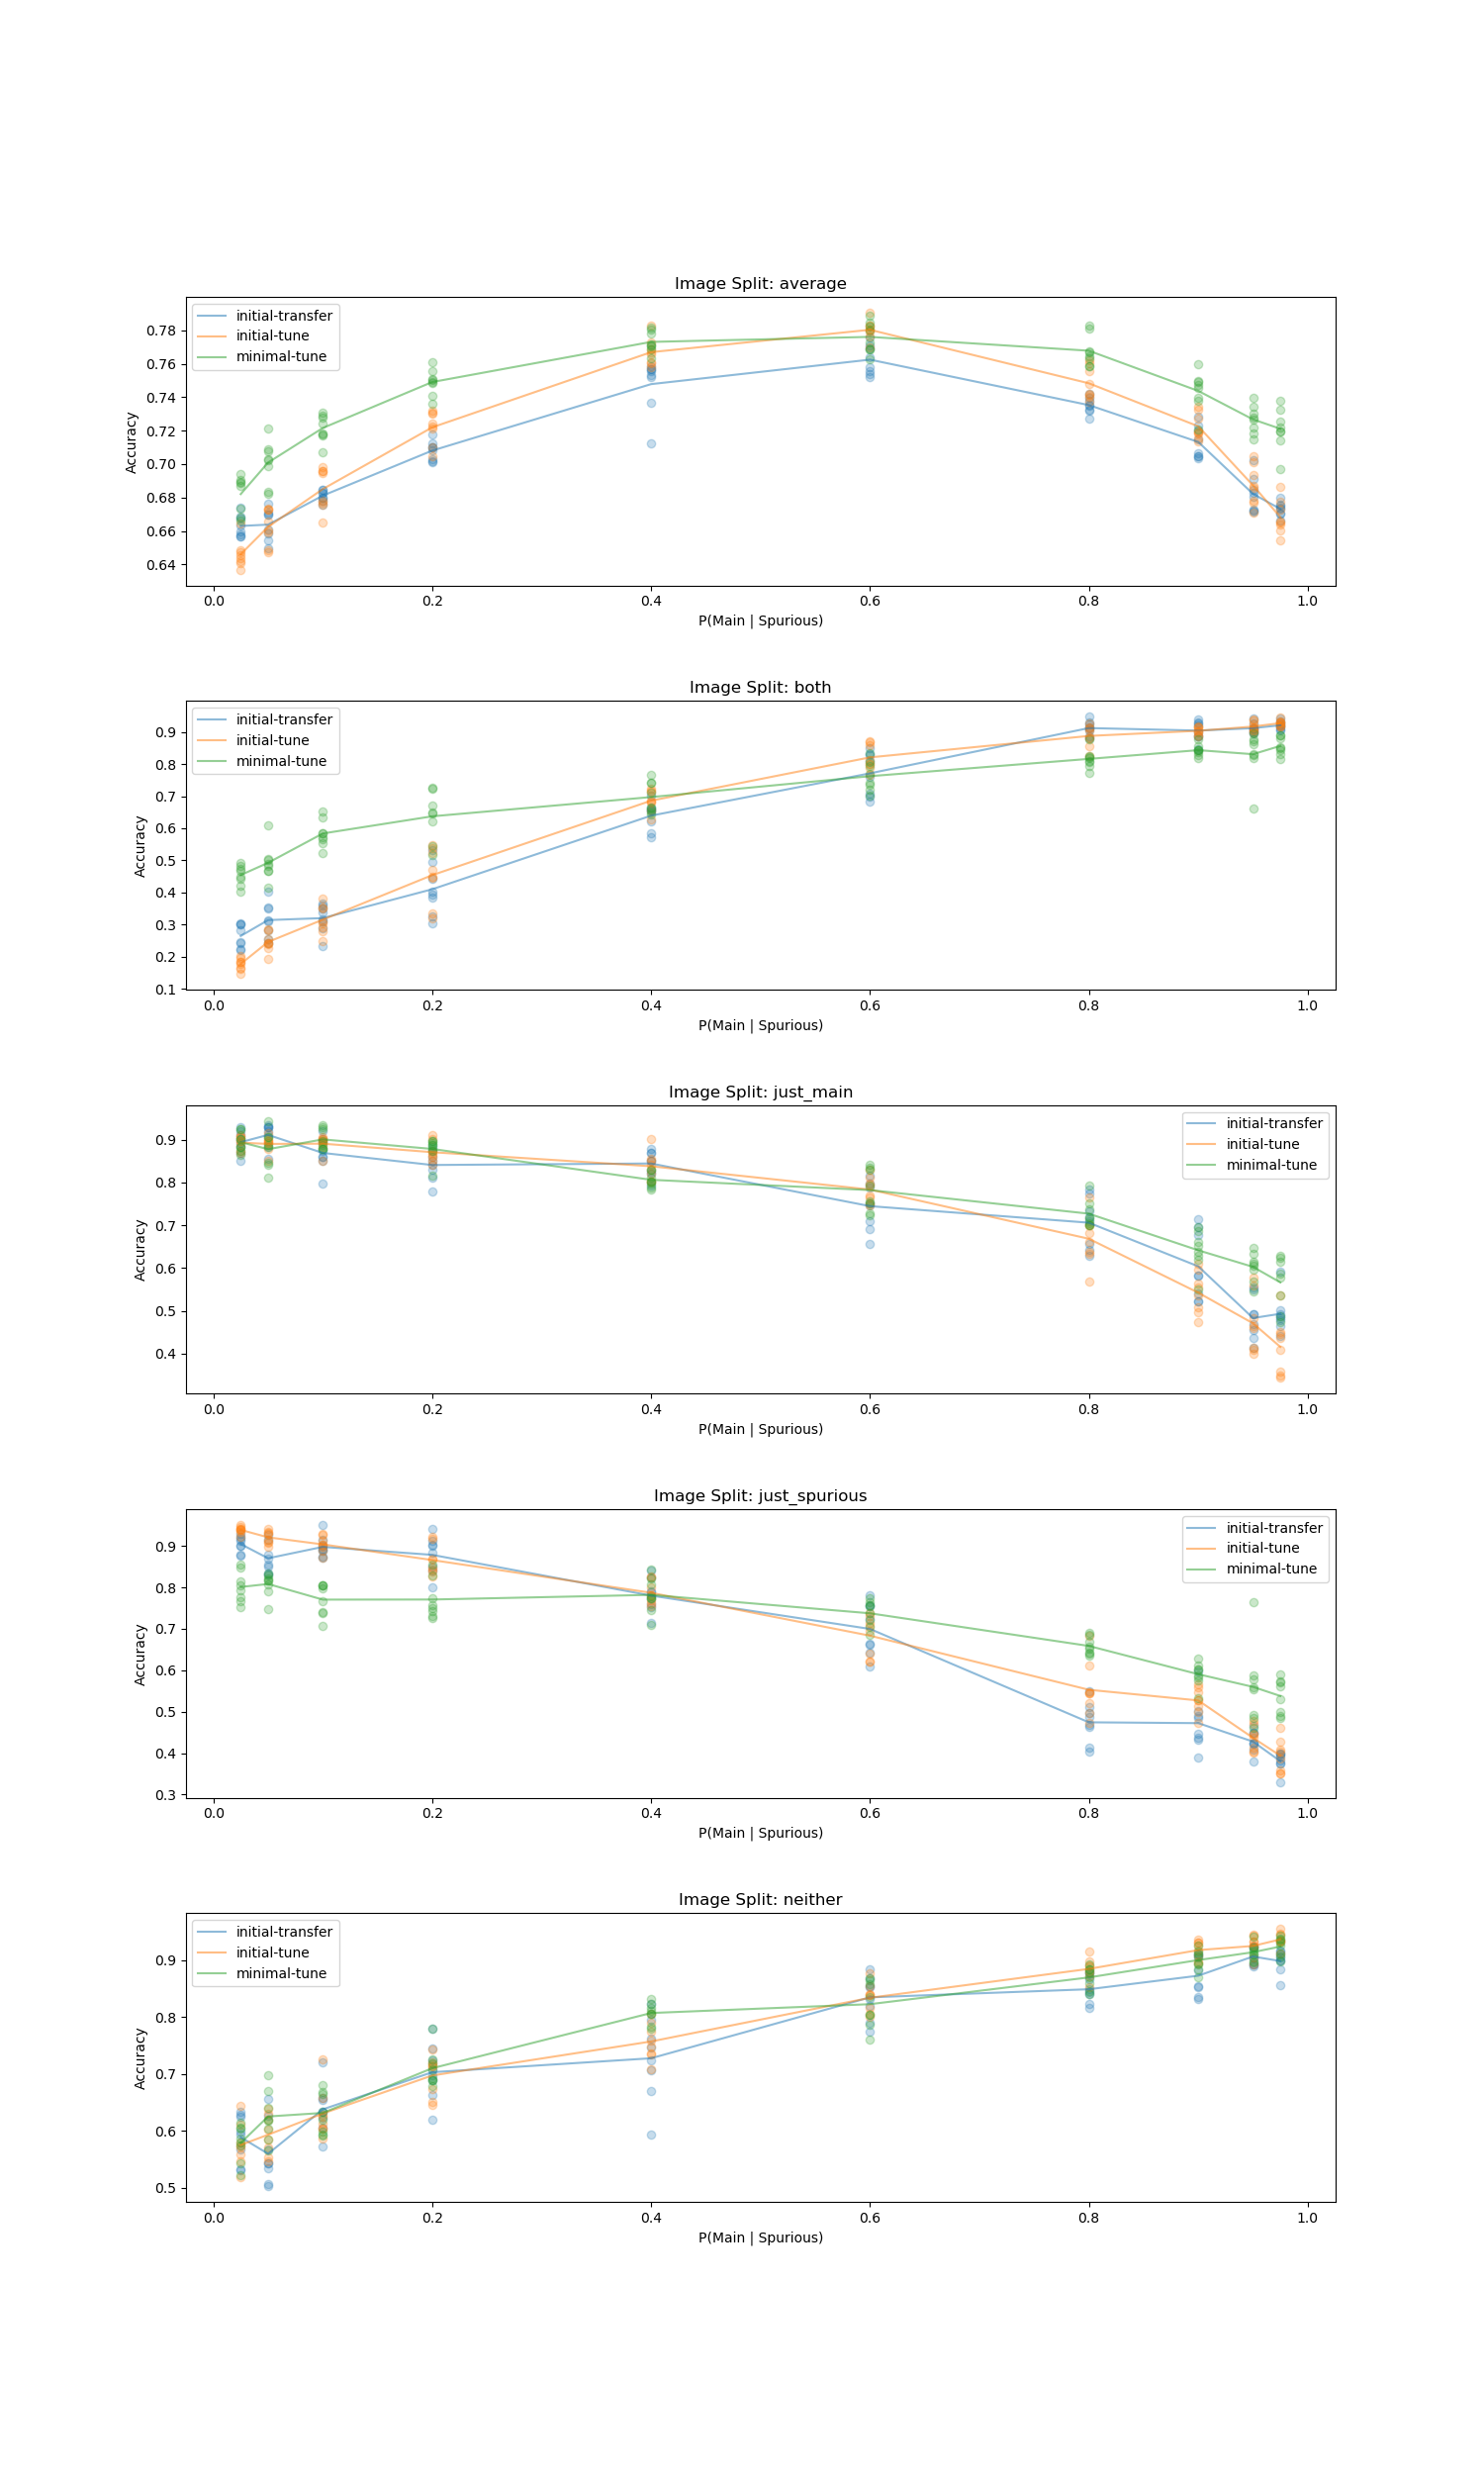 Image Split: average
initial-transfer
initial-tune
minimal-tune
0.78
0.76
0.74
0.72
0.70
0.68
0.66
0.64
Accuracy
0.0 0.2 0.4 0.6 0.8 1.0
P(Main | Spurious)
Image Split: both
initial-transfer
initial-tune
minimal-tune
0.9
0.8
0.7
0.6
0.5
0.4
0.3
0.2
0.1
Accuracy
0.0 0.2 0.4 0.6 0.8 1.0
P(Main | Spurious)
Image Split: just_main
initial-transfer
initial-tune
minimal-tune
0.9
0.8
0.7
0.6
0.5
0.4
Accuracy
0.0 0.2 0.4 0.6 0.8 1.0
P(Main | Spurious)
Image Split: just_spurious
initial-transfer
initial-tune
minimal-tune
0.9
0.8
0.7
0.6
0.5
0.4
0.3
Accuracy
0.0 0.2 0.4 0.6 0.8 1.0
P(Main | Spurious)
Image Split: neither
initial-transfer
initial-tune
minimal-tune
0.9
0.8
0.7
0.6
0.5
Accuracy
0.0 0.2 0.4 0.6 0.8 1.0
P(Main | Spurious)